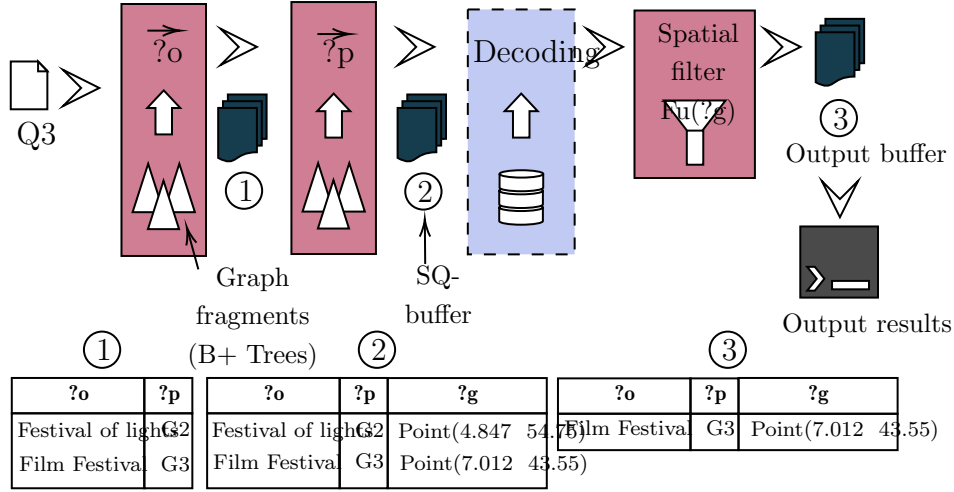 ?o
?p
Decoding
Spatial
filter
Fu(?g)
Q3
1
2
3
Output buffer
Graph
fragments
(B+ Trees)
SQ-
buffer
Output results
1
?o ?p
Festival of lights G2
Film Festival G3
2
?o ?p ?g
Festival of lights G2 Point(4.847 54.75)
Film Festival G3 Point(7.012 43.55)
3
?o ?p ?g
Film Festival G3 Point(7.012 43.55)